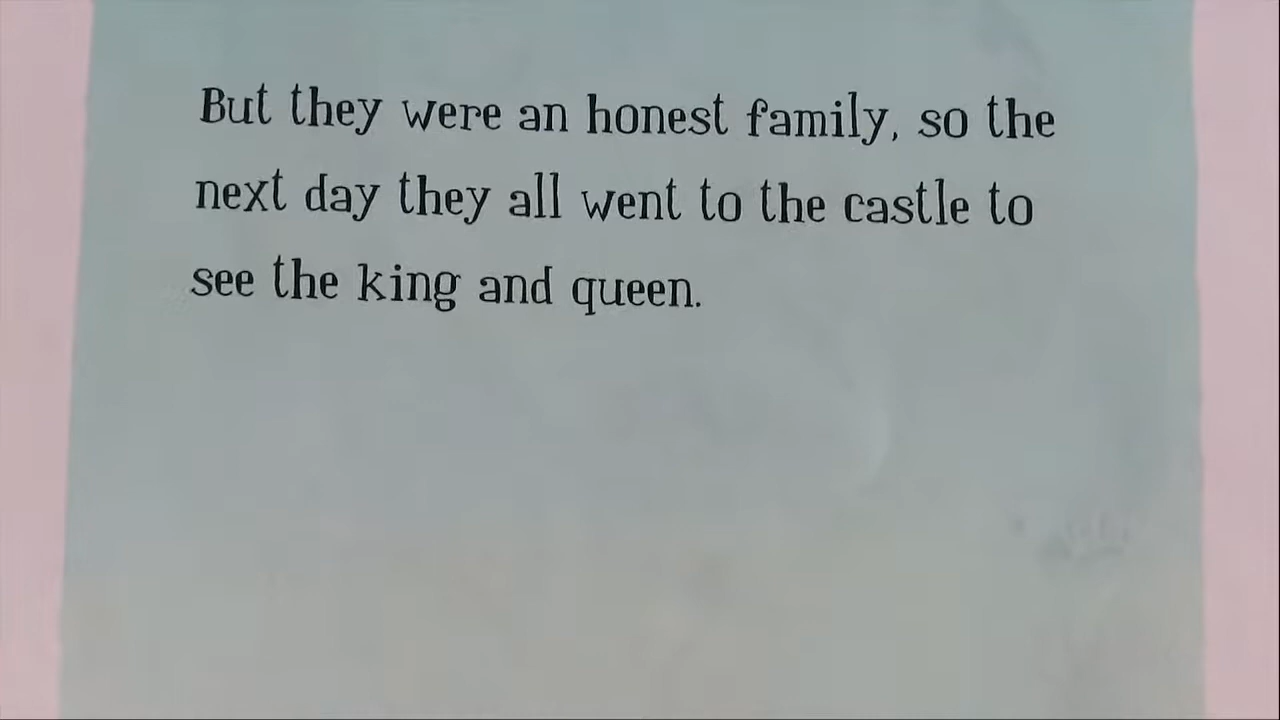 But they were an honest family, so the
next day they all went to the castle to
see the king and queen.